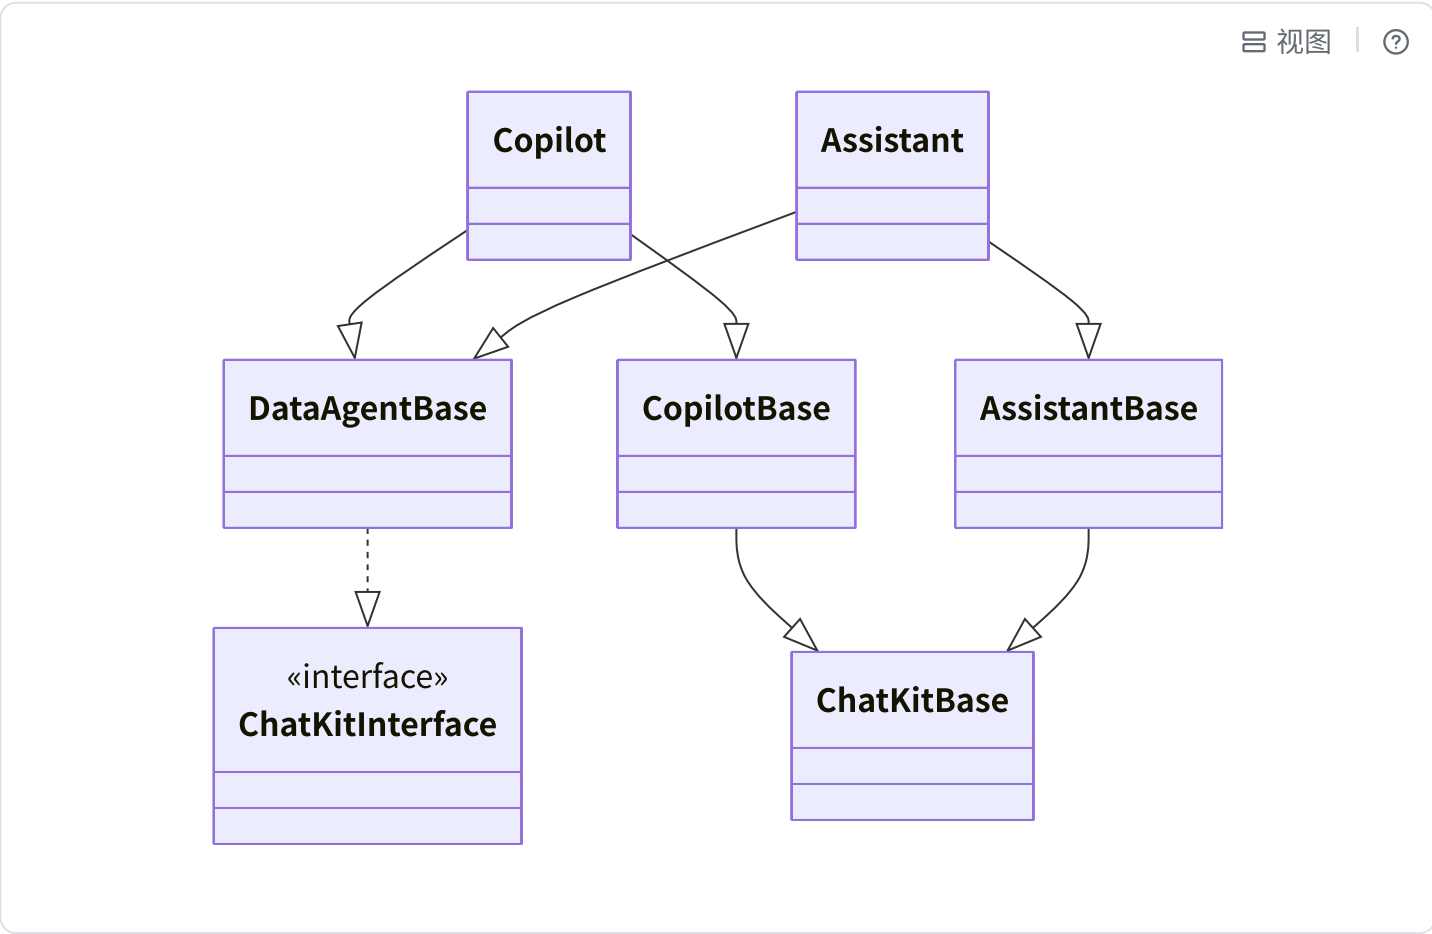 视图
Copilot
Assistant
DataAgentBase
CopilotBase
AssistantBase
«interface»
ChatKitInterface
ChatKitBase